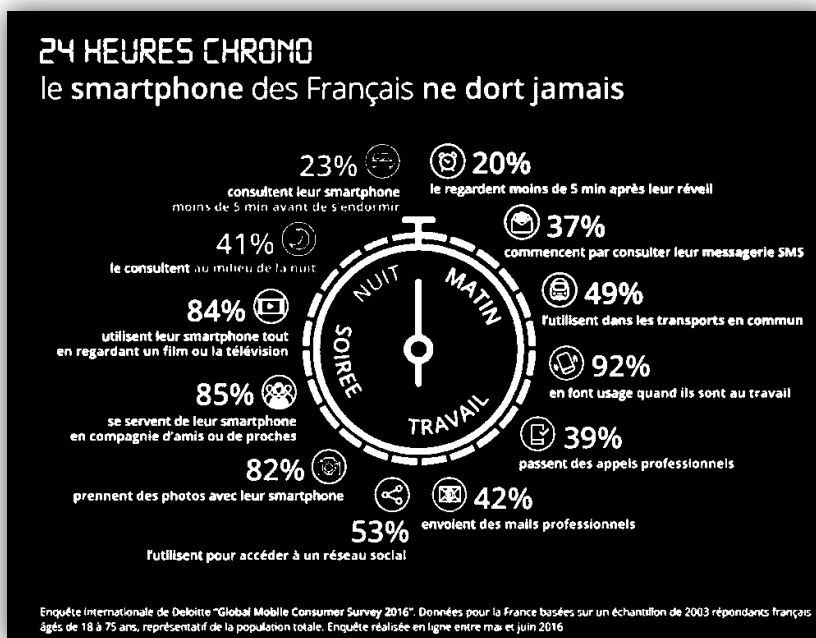 24 HEURES CHRONO
le smartphone des Français ne dort jamais
20%
le regardent moins de 5 min après leur réveil
37%
commencent par consulter leur messagerie SMS
49%
l'utilisent dans les transports en commun
92%
en font usage quand ils sont au travail
39%
passent des appels professionnels
42%
envoient des mails professionnels
53%
l'utilisent pour accéder à un réseau social
82%
prennent des photos avec leur smartphone
85%
se servent de leur smartphone
en compagnie d'amis ou de proches
84%
utilisent leur smartphone tout
en regardant un film ou la télévision
41%
le consultent au milieu de la nuit
23%
consultent leur smartphone
moins de 5 min avant de s'endormir
MATIN
TRAVAIL
SOIREE
NUIT
Enquête internationale de Deloitte "Global Mobile Consumer Survey 2016". Données pour la France basées sur un échantillon de 2003 répondants français
âgés de 18 à 75 ans, représentatif de la population totale. Enquête réalisée en ligne entre mai et juin 2016